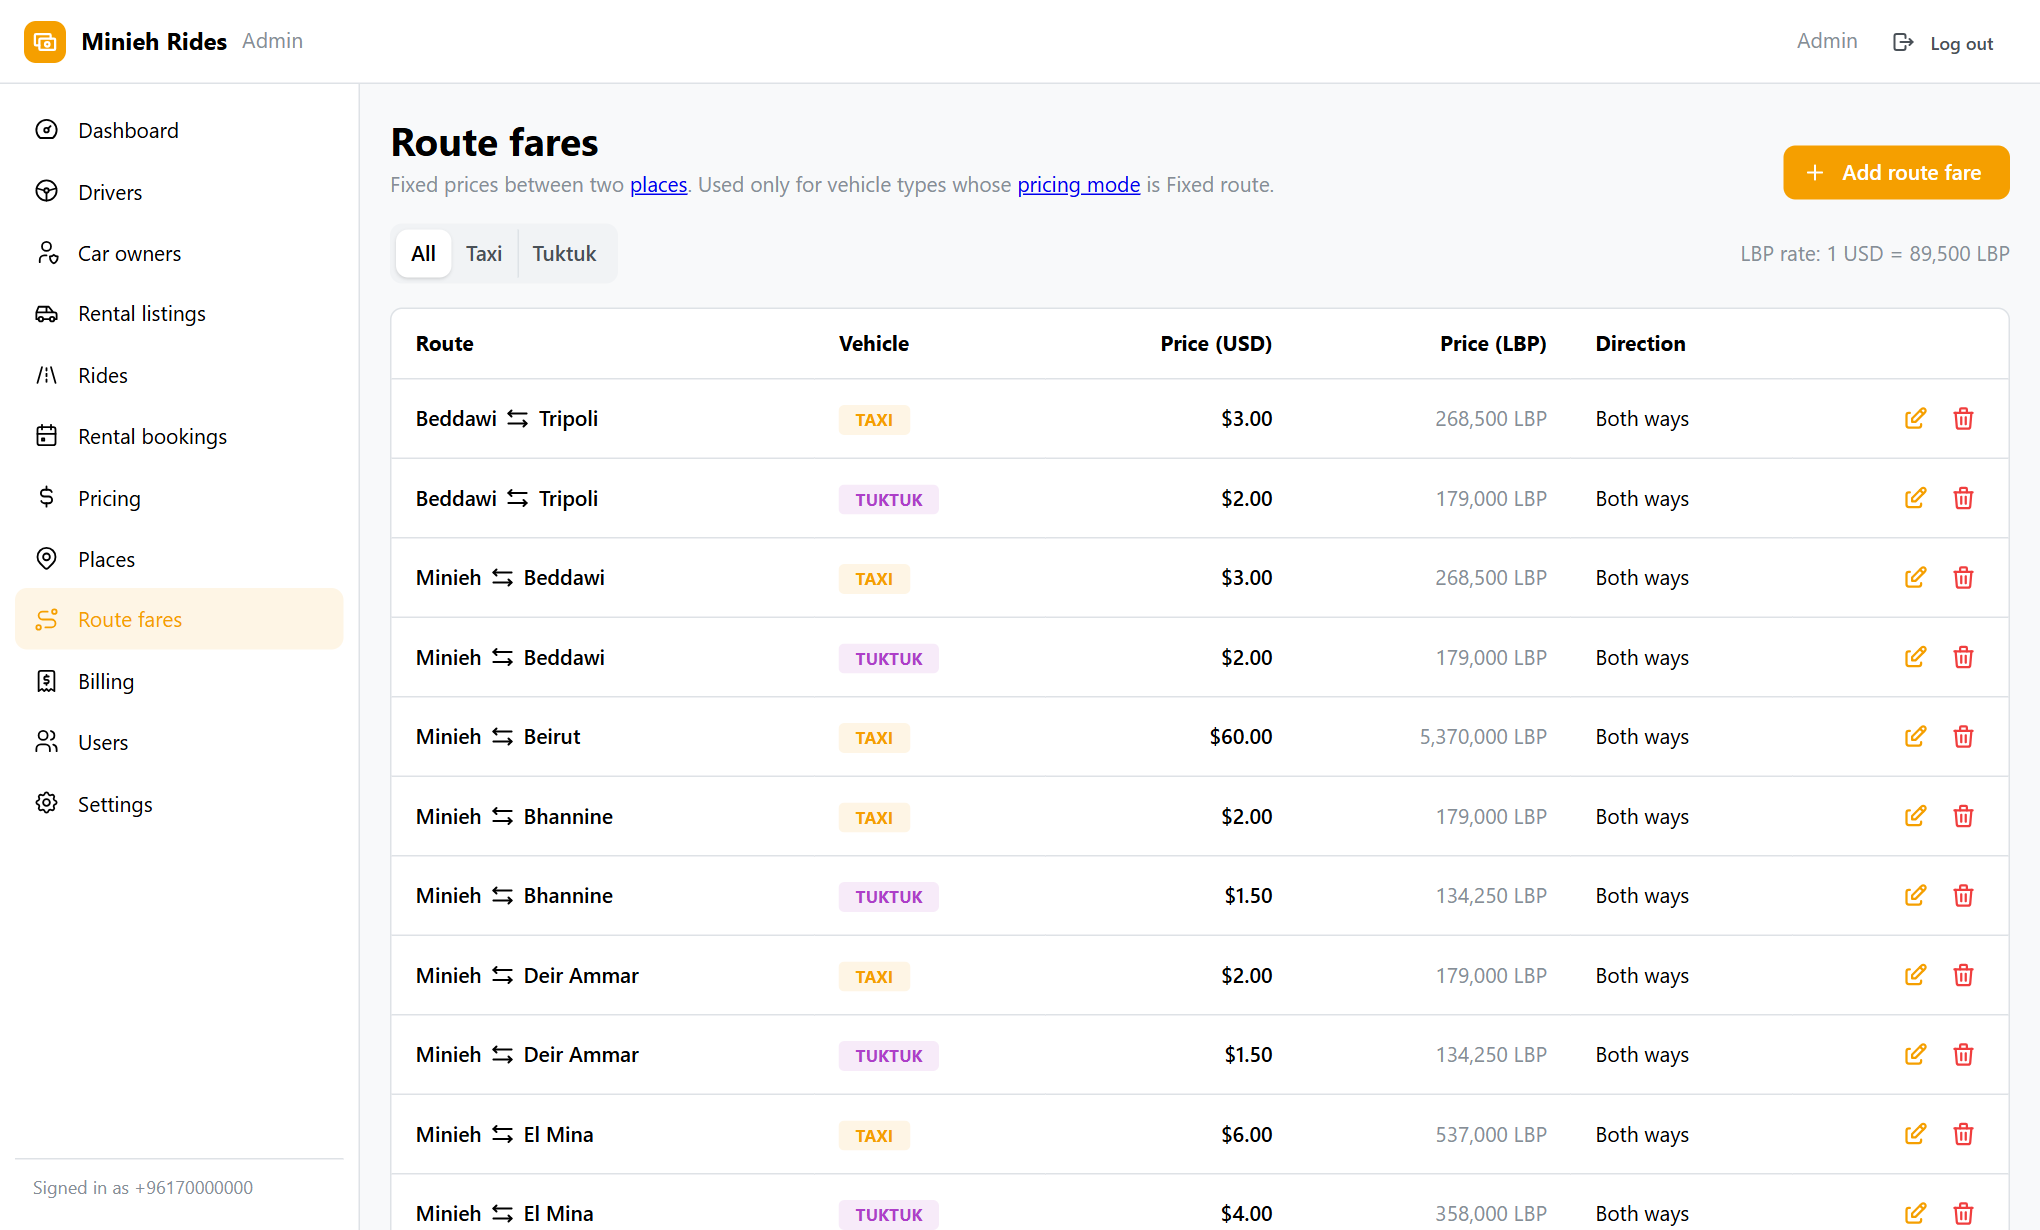 Minieh Rides Admin
Admin Log out
Dashboard
Drivers
Car owners
Rental listings
Rides
Rental bookings
Pricing
Places
Route fares
Billing
Users
Settings
Signed in as +96170000000
Route fares
Fixed prices between two places. Used only for vehicle types whose pricing mode is Fixed route.
+ Add route fare
All Taxi Tuktuk
LBP rate: 1 USD = 89,500 LBP
Route Vehicle Price (USD) Price (LBP) Direction
Beddawi ⇆ Tripoli TAXI $3.00 268,500 LBP Both ways
Beddawi ⇆ Tripoli TUKTUK $2.00 179,000 LBP Both ways
Minieh ⇆ Beddawi TAXI $3.00 268,500 LBP Both ways
Minieh ⇆ Beddawi TUKTUK $2.00 179,000 LBP Both ways
Minieh ⇆ Beirut TAXI $60.00 5,370,000 LBP Both ways
Minieh ⇆ Bhannine TAXI $2.00 179,000 LBP Both ways
Minieh ⇆ Bhannine TUKTUK $1.50 134,250 LBP Both ways
Minieh ⇆ Deir Ammar TAXI $2.00 179,000 LBP Both ways
Minieh ⇆ Deir Ammar TUKTUK $1.50 134,250 LBP Both ways
Minieh ⇆ El Mina TAXI $6.00 537,000 LBP Both ways
Minieh ⇆ El Mina TUKTUK $4.00 358,000 LBP Both ways